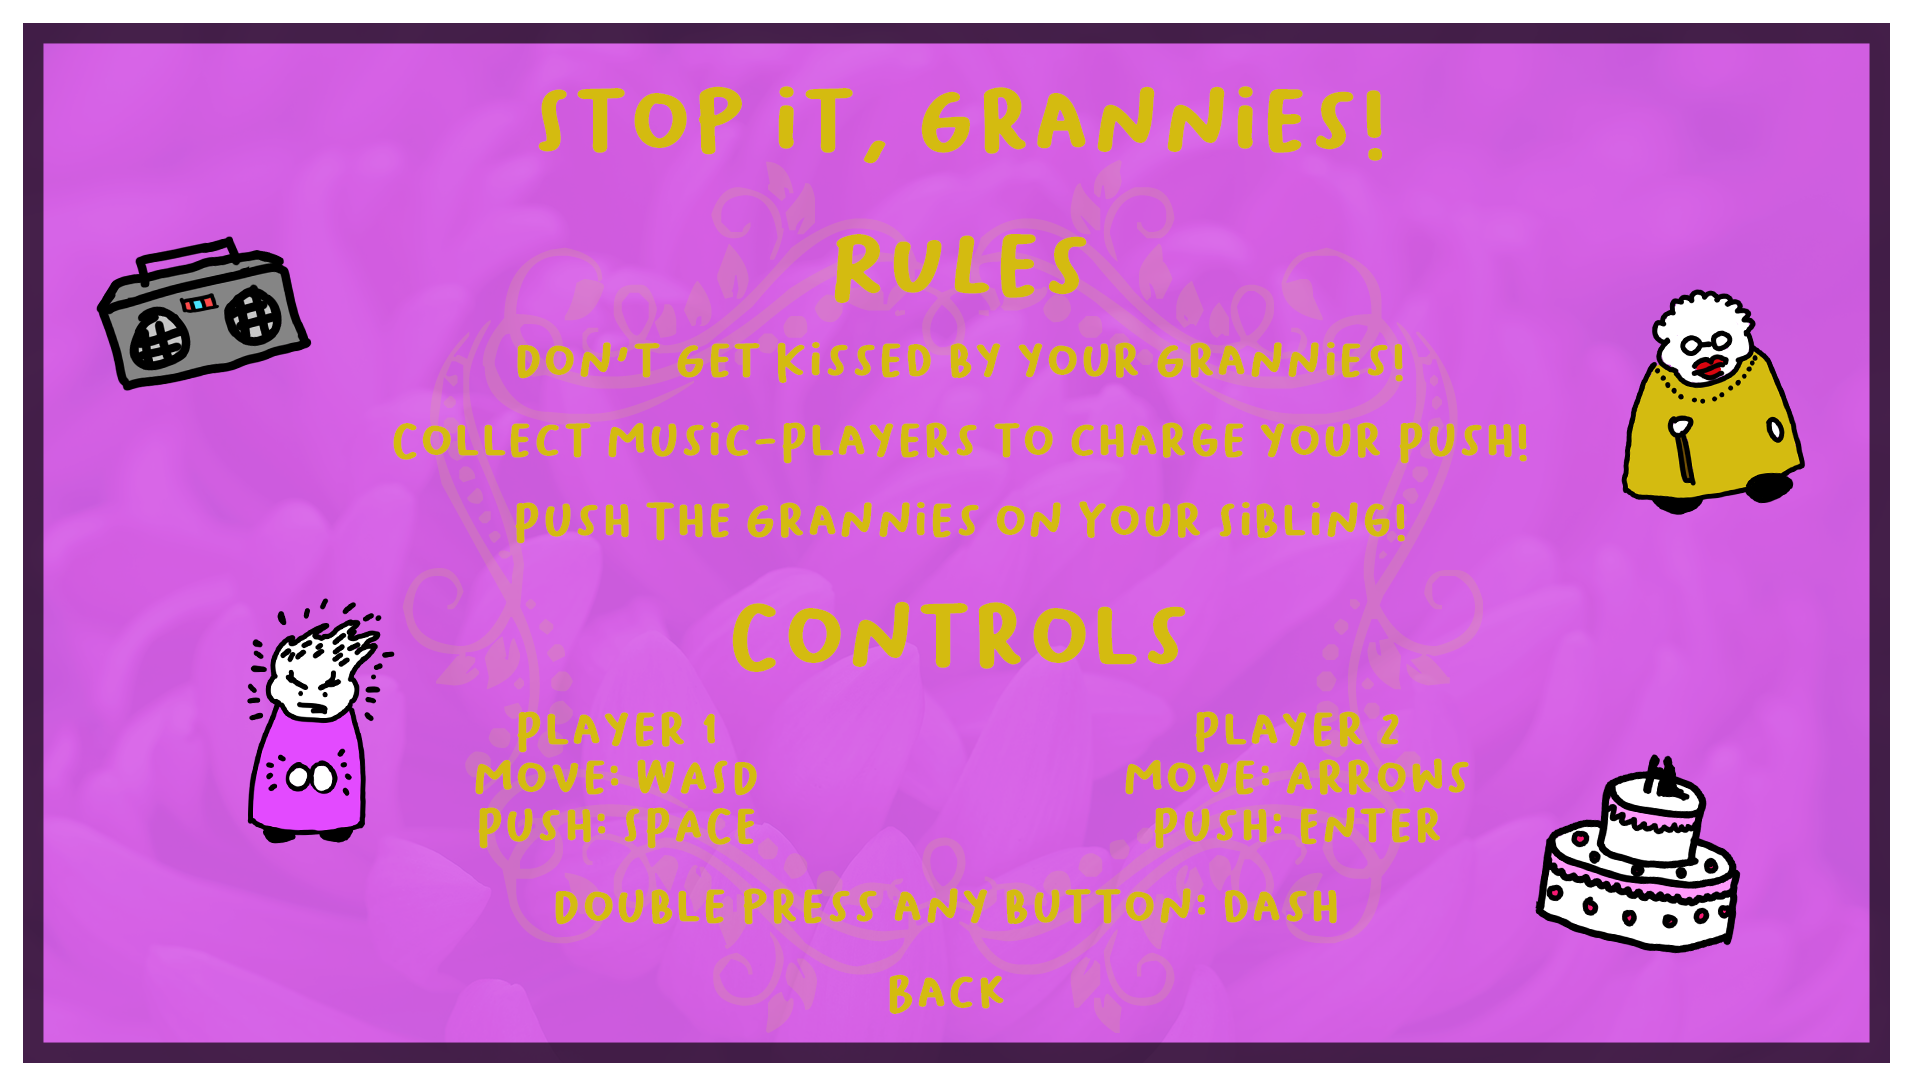 STOP iT, GRANNiES!
RULES
DON'T GET KiSSED BY YOUR GRANNiES!
COLLECT MUSiC-PLAYERS TO CHARGE YOUR PUSH!
PUSH THE GRANNiES ON YOUR SiBLiNG!
CONTROLS
PLAYER 1
MOVE: WASD
PUSH: SPACE
PLAYER 2
MOVE: ARROWS
PUSH: ENTER
DOUBLE PRESS ANY BUTTON: DASH
BACK